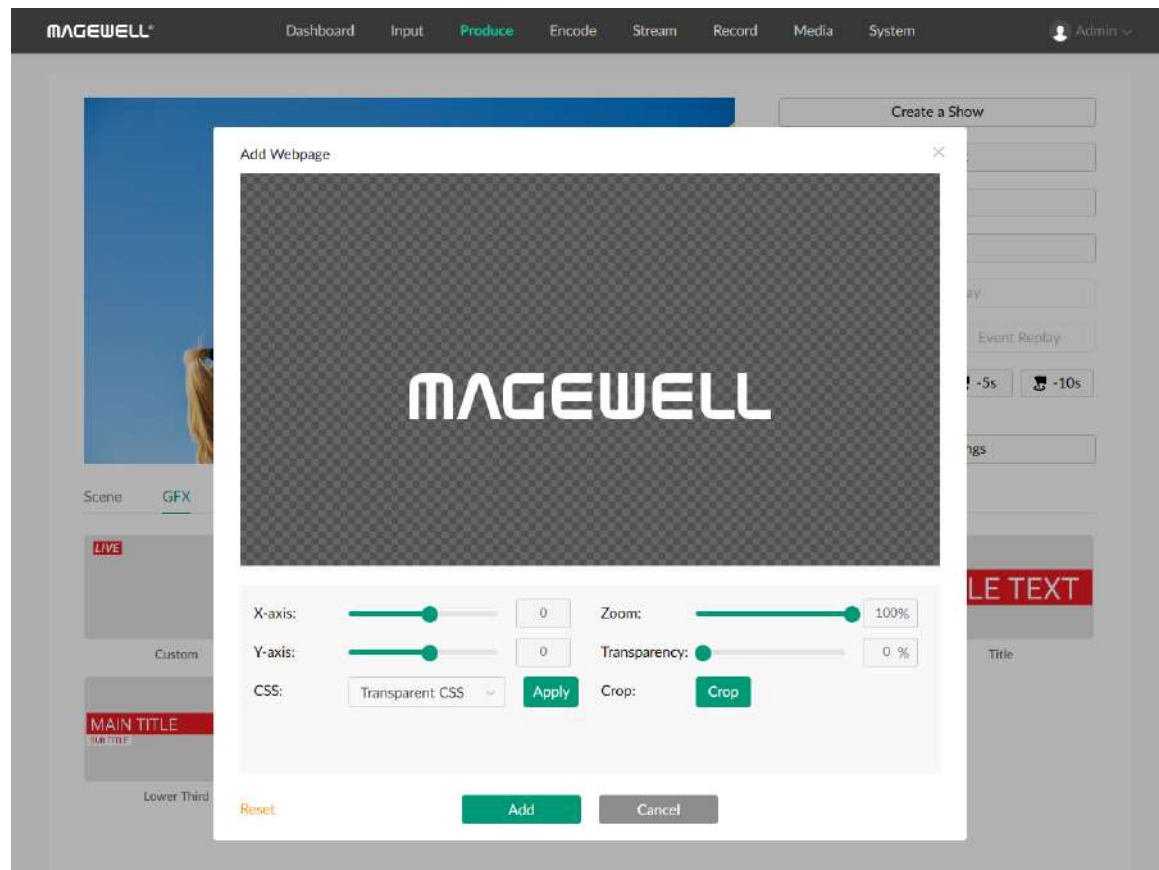 MAGEWELL®
Dashboard Input Produce Encode Stream Record Media System Admin
Create a Show
Add Webpage
Event Replay
-5s -10s
MAGEWELL
Scene GFX
LIVE
Custom
LE TEXT
Title
MAIN TITLE
SUBTITLE
Lower Third
X-axis: 0 Zoom: 100%
Y-axis: 0 Transparency: 0 %
CSS: Transparent CSS Apply Crop: Crop
Reset Add Cancel